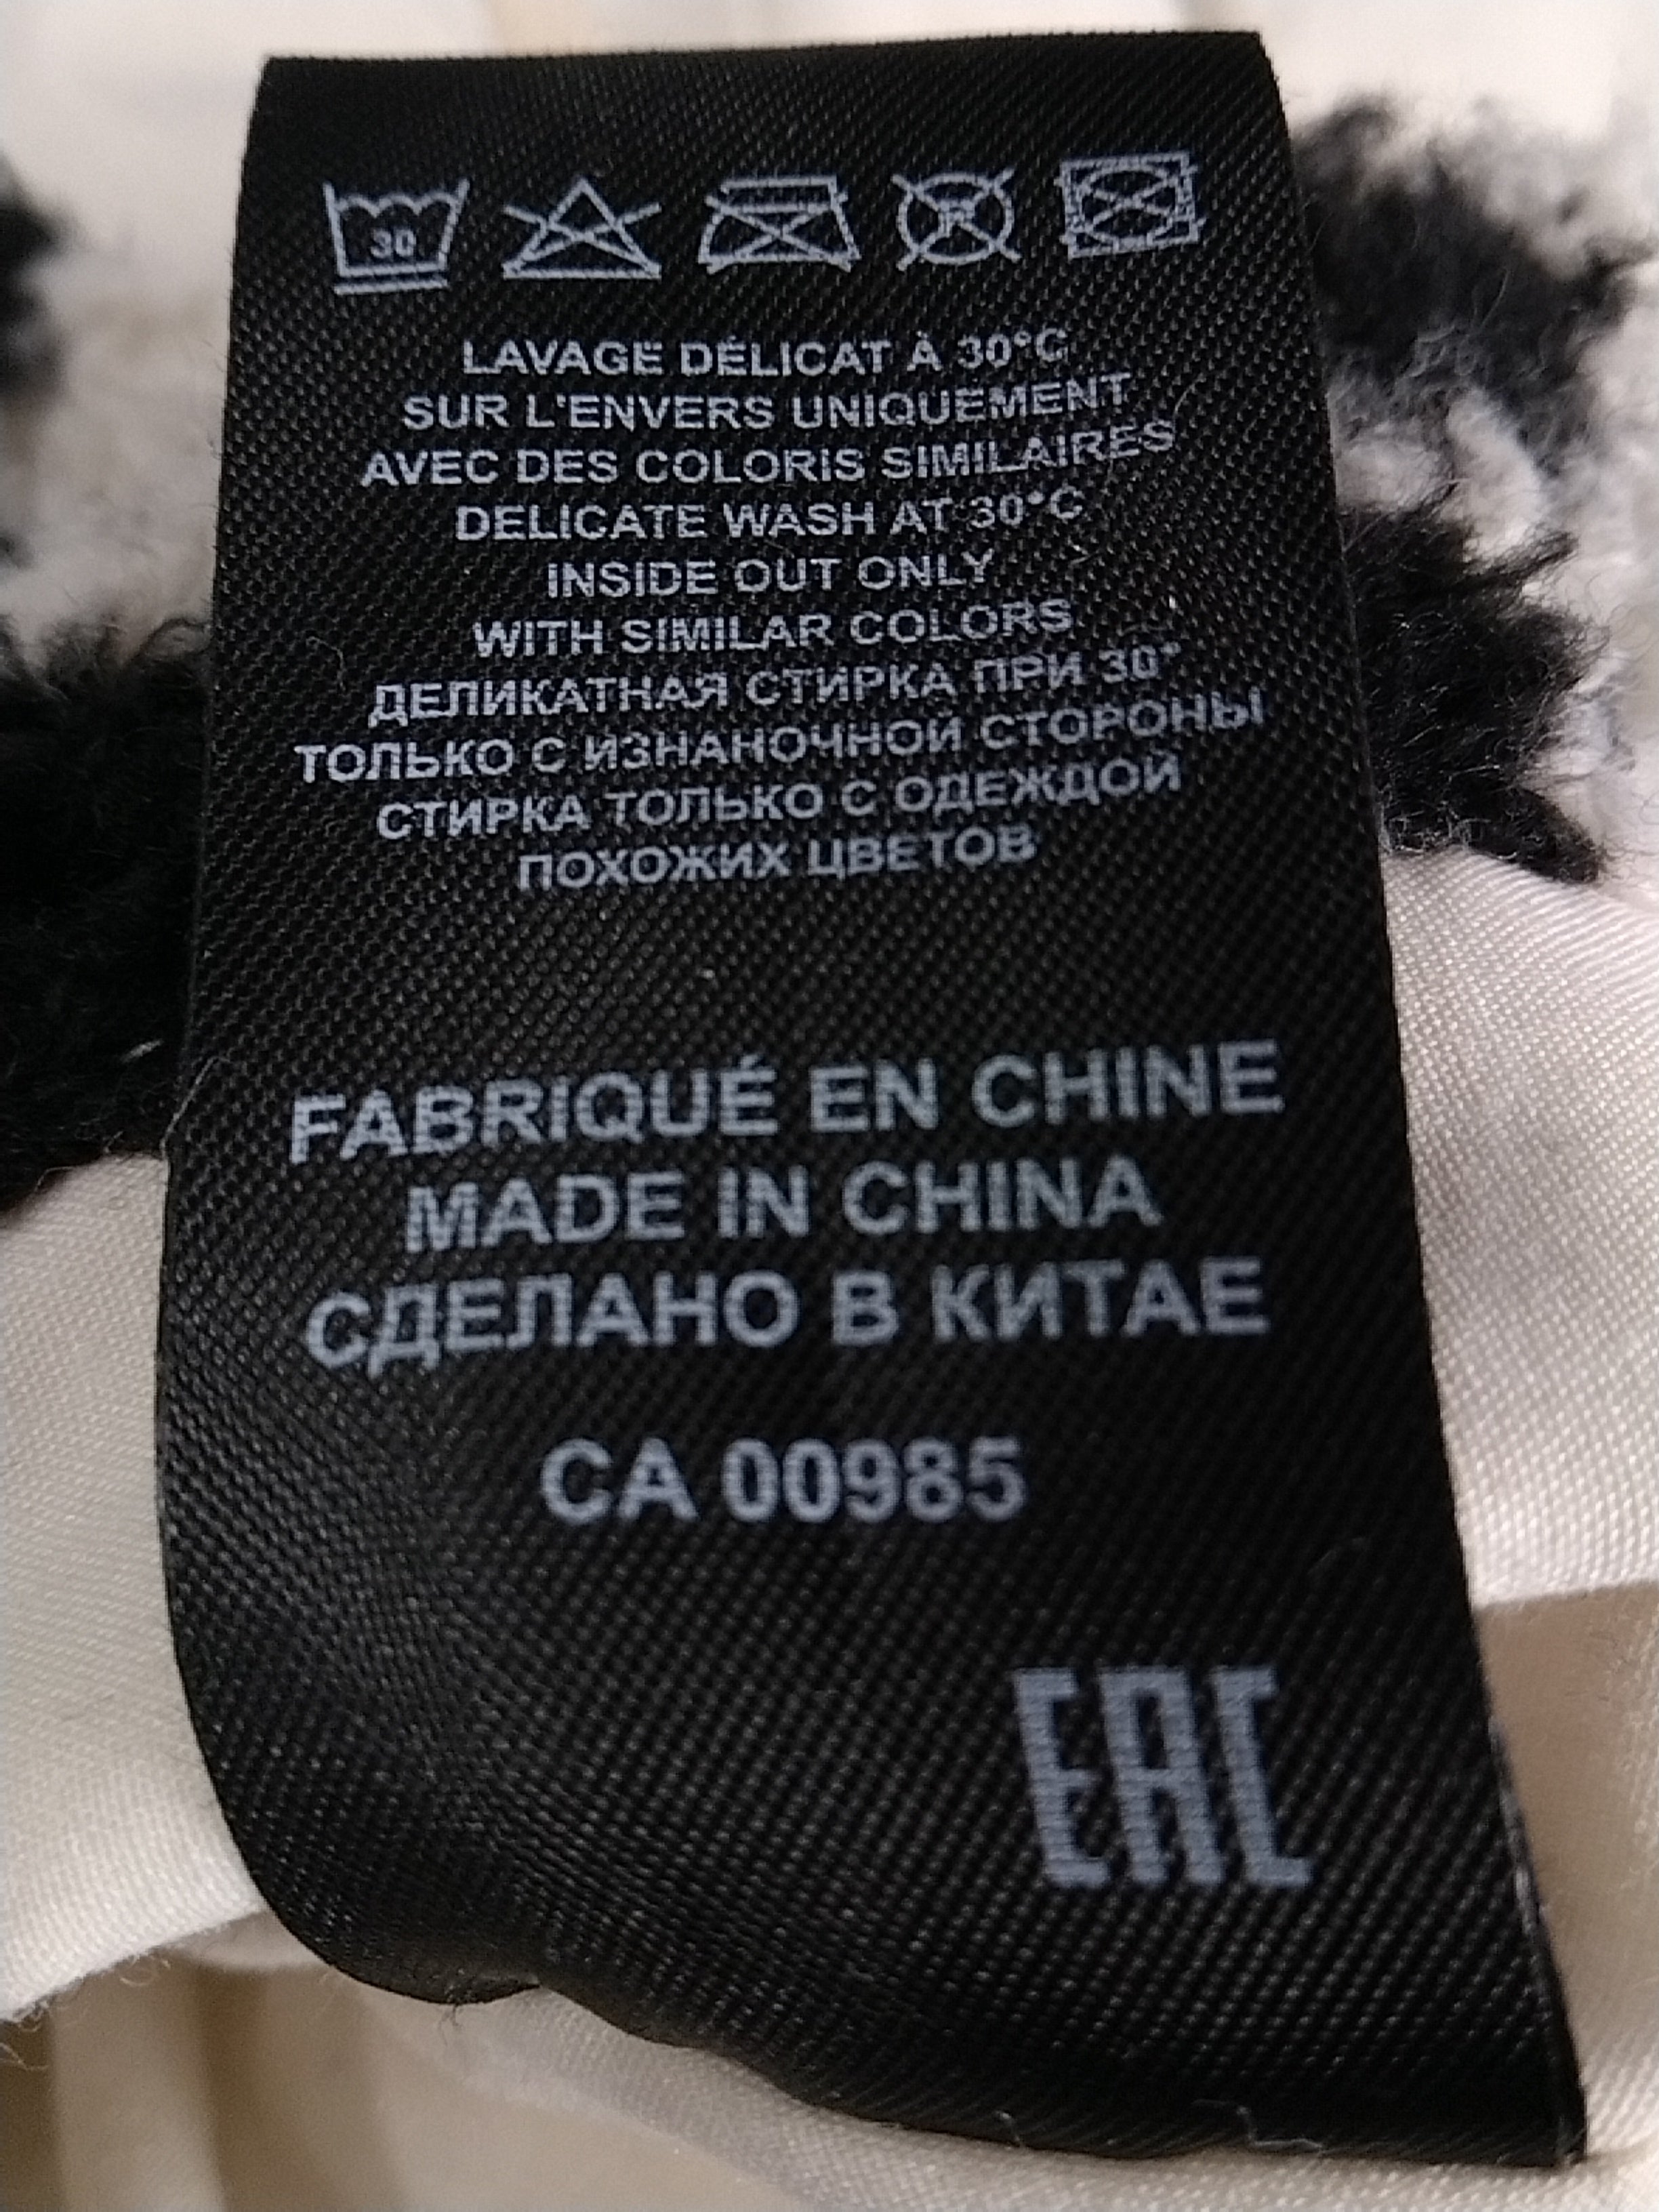 30
LAVAGE DÉLICAT À 30°C
SUR L'ENVERS UNIQUEMENT
AVEC DES COLORIS SIMILAIRES
DELICATE WASH AT 30°C
INSIDE OUT ONLY
WITH SIMILAR COLORS
ДЕЛИКАТНАЯ СТИРКА ПРИ 30°
ТОЛЬКО С ИЗНАНОЧНОЙ СТОРОНЫ
СТИРКА ТОЛЬКО С ОДЕЖДОЙ
ПОХОЖИХ ЦВЕТОВ
FABRIQUÉ EN CHINE
MADE IN CHINA
СДЕЛАНО В КИТАЕ
CA 00985
EAC